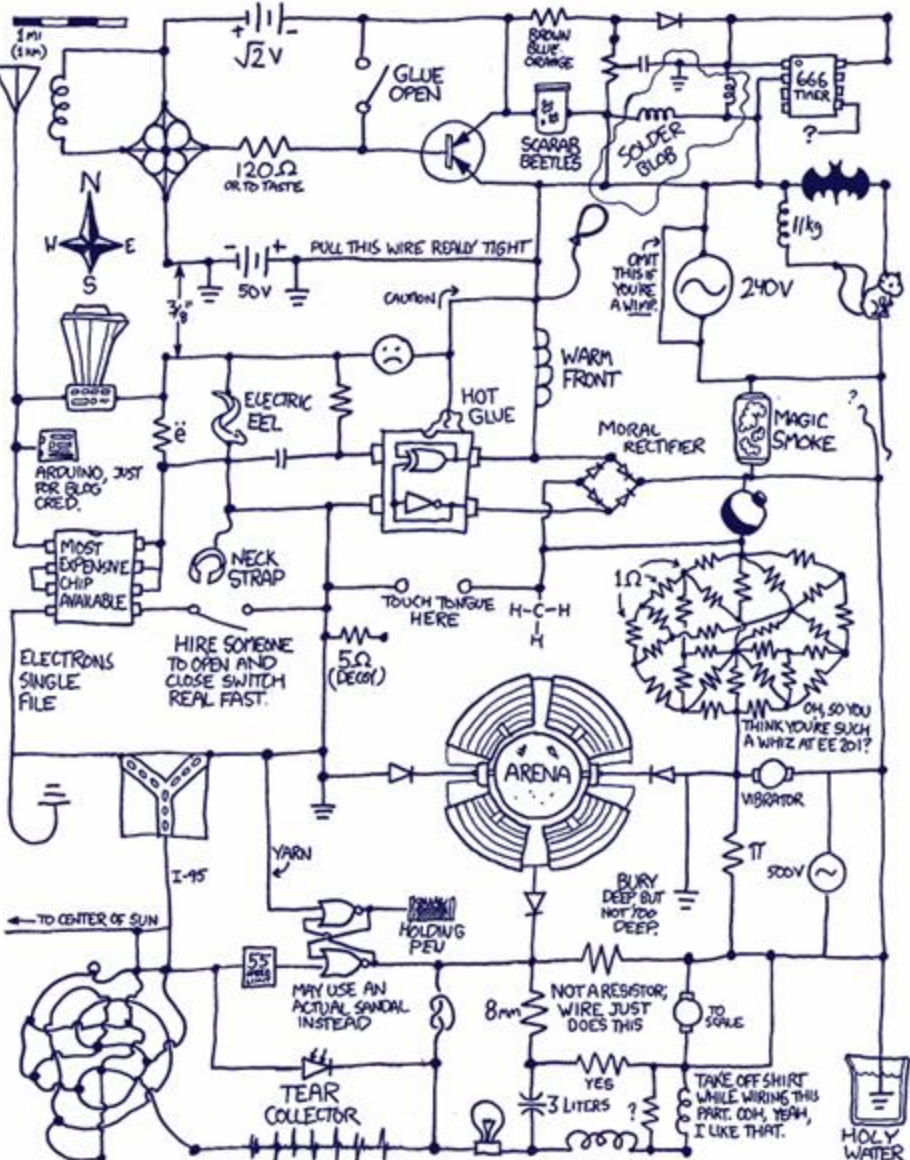 1 MI
(1 KM)
√2 V
GLUE
OPEN
BROWN
BLUE
ORANGE
666
TIMER
?
SCARAB
BEETLES
SOLDER
BLOB
120Ω
OR TO TASTE
N
W E
S
11kg
PULL THIS WIRE REALLY TIGHT
50V
3/8"
OMIT
THIS IF
YOU'RE
A WIMP
240V
CAUTION
WARM
FRONT
ELECTRIC
EEL
HOT
GLUE
ë
MORAL
RECTIFIER
MAGIC
SMOKE
?
ARDUINO, JUST
FOR BLOG
CRED.
MOST
EXPENSIVE
CHIP
AVAILABLE
NECK
STRAP
TOUCH TONGUE
HERE
H-C-H
H
1Ω
HIRE SOMEONE
TO OPEN AND
CLOSE SWITCH
REAL FAST.
5Ω
(DECOY)
ELECTRONS
SINGLE
FILE
OH, SO YOU
THINK YOU'RE SUCH
A WHIZ AT EE 201?
ARENA
VIBRATOR
YARN
I-95
π
500V
BURY
DEEP, BUT
NOT TOO
DEEP.
TO CENTER OF SUN
HOLDING
PEN
55
SPEED
LIMIT
MAY USE AN
ACTUAL SANDAL
INSTEAD
8mm
NOT A RESISTOR;
WIRE JUST
DOES THIS
TO
SCALE
TEAR
COLLECTOR
YES
3 LITERS
?
TAKE OFF SHIRT
WHILE WIRING THIS
PART. OOH, YEAH,
I LIKE THAT.
HOLY
WATER